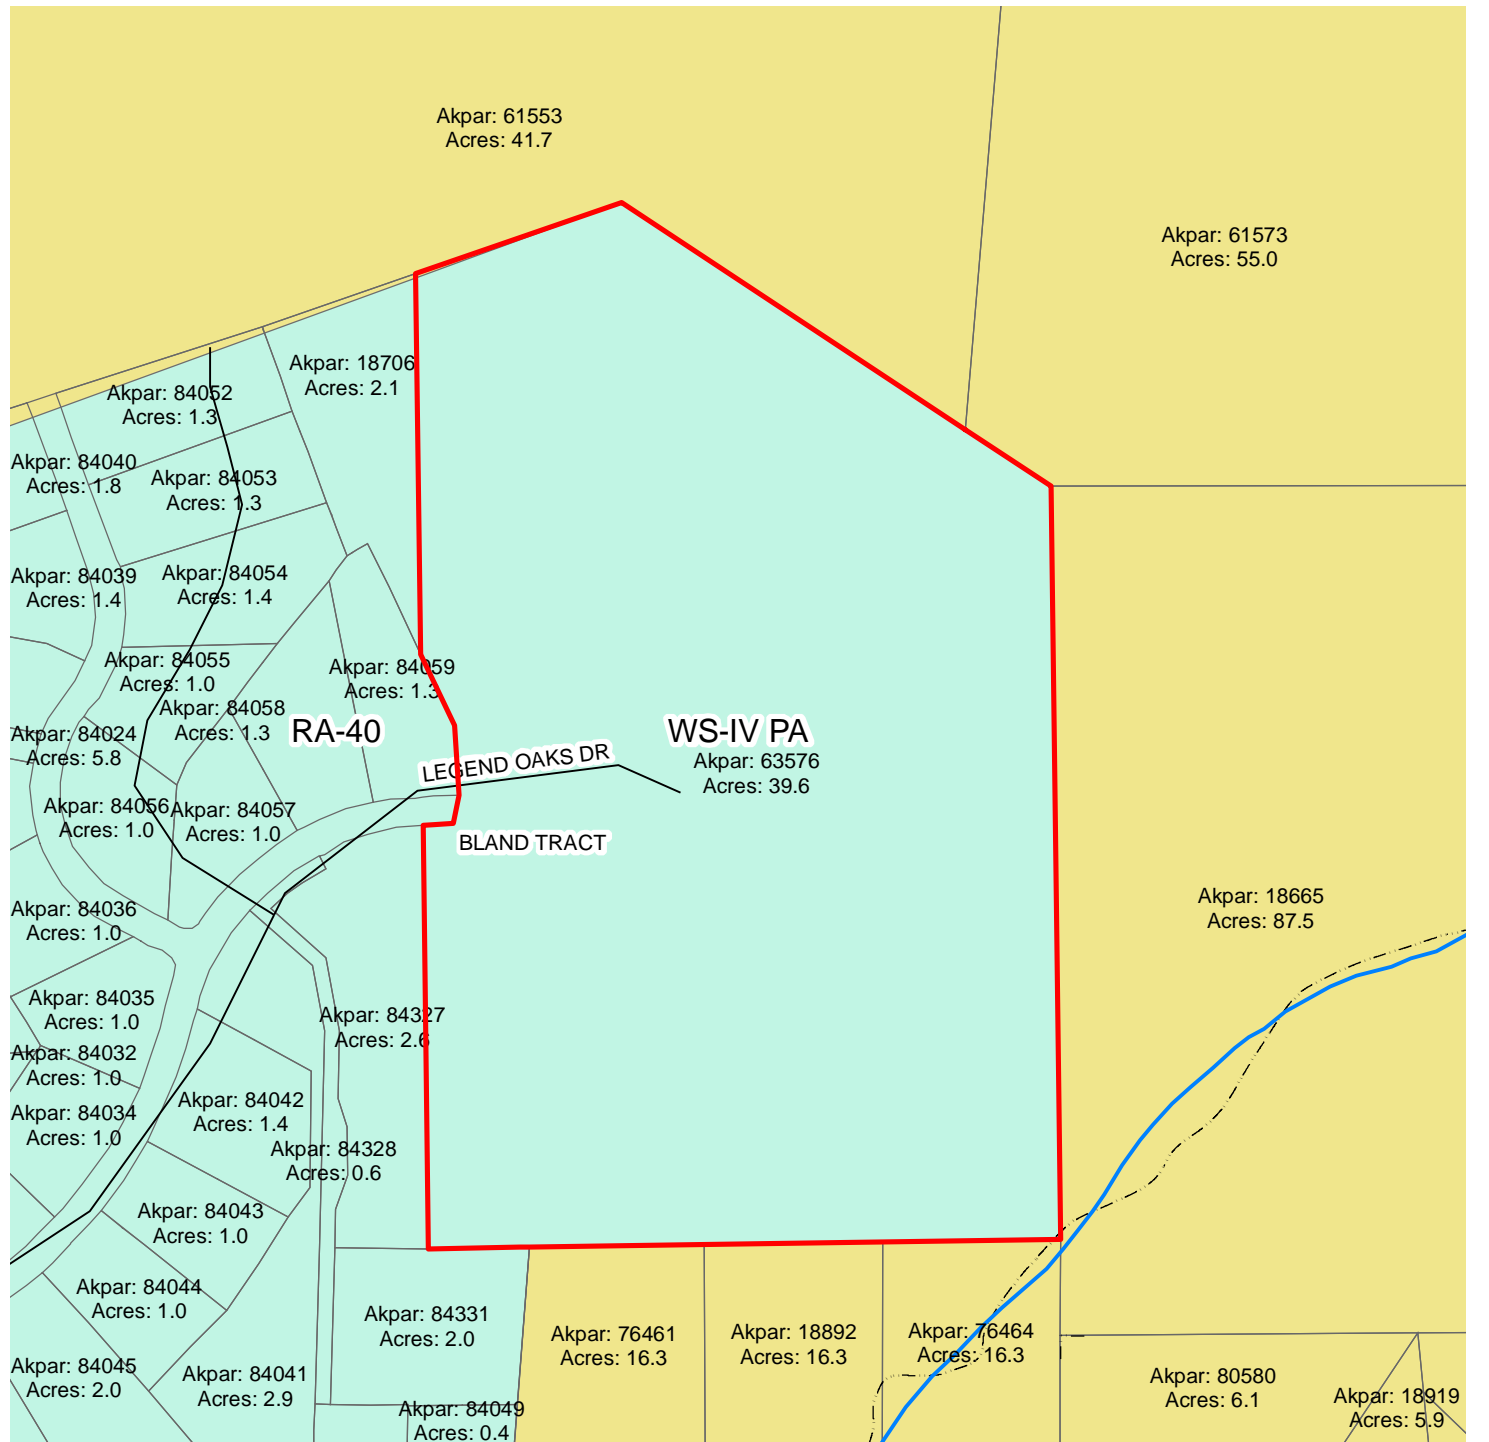 Akpar: 61553
Acres: 41.7
Akpar: 61573
Acres: 55.0
Akpar: 18706
Acres: 2.1
Akpar: 84052
Acres: 1.3
Akpar: 84040
Acres: 1.8
Akpar: 84053
Acres: 1.3
Akpar: 84039
Acres: 1.4
Akpar: 84054
Acres: 1.4
Akpar: 84055
Acres: 1.0
Akpar: 84059
Acres: 1.3
Akpar: 84058
Acres: 1.3
RA-40
WS-IV PA
Akpar: 84024
Acres: 5.8
LEGEND OAKS DR
Akpar: 63576
Acres: 39.6
Akpar: 84056
Acres: 1.0
Akpar: 84057
Acres: 1.0
BLAND TRACT
Akpar: 18665
Acres: 87.5
Akpar: 84036
Acres: 1.0
Akpar: 84035
Acres: 1.0
Akpar: 84327
Acres: 2.6
Akpar: 84032
Acres: 1.0
Akpar: 84034
Acres: 1.0
Akpar: 84042
Acres: 1.4
Akpar: 84328
Acres: 0.6
Akpar: 84043
Acres: 1.0
Akpar: 84044
Acres: 1.0
Akpar: 84331
Acres: 2.0
Akpar: 76461
Acres: 16.3
Akpar: 18892
Acres: 16.3
Akpar: 76464
Acres: 16.3
Akpar: 84045
Acres: 2.0
Akpar: 84041
Acres: 2.9
Akpar: 80580
Acres: 6.1
Akpar: 18919
Acres: 5.9
Akpar: 84049
Acres: 0.4